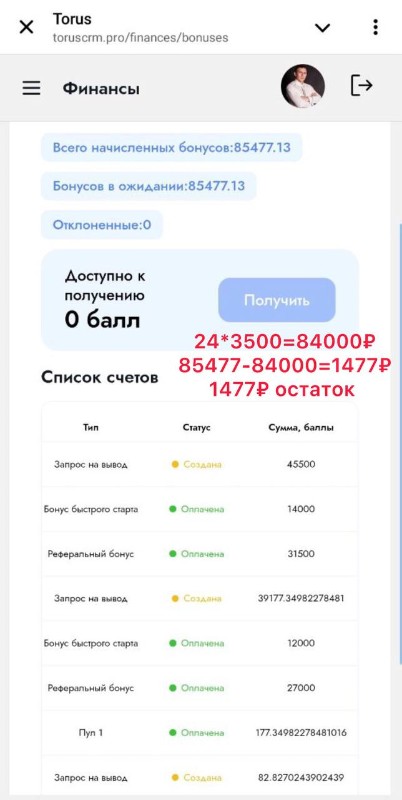 Torus
toruscrm.pro/finances/bonuses
Финансы
Всего начисленных бонусов:85477.13
Бонусов в ожидании:85477.13
Отклоненные:0
Доступно к
получению
0 балл
Получить
24*3500=84000₽
85477-84000=1477₽
1477₽ остаток
Список счетов
Тип Статус Сумма, баллы
Запрос на вывод Создана 45500
Бонус быстрого старта Оплачена 14000
Реферальный бонус Оплачена 31500
Запрос на вывод Создана 39177.34982278481
Бонус быстрого старта Оплачена 12000
Реферальный бонус Оплачена 27000
Пул 1 Оплачена 177.34982278481016
Запрос на вывод Создана 82.8270243902439